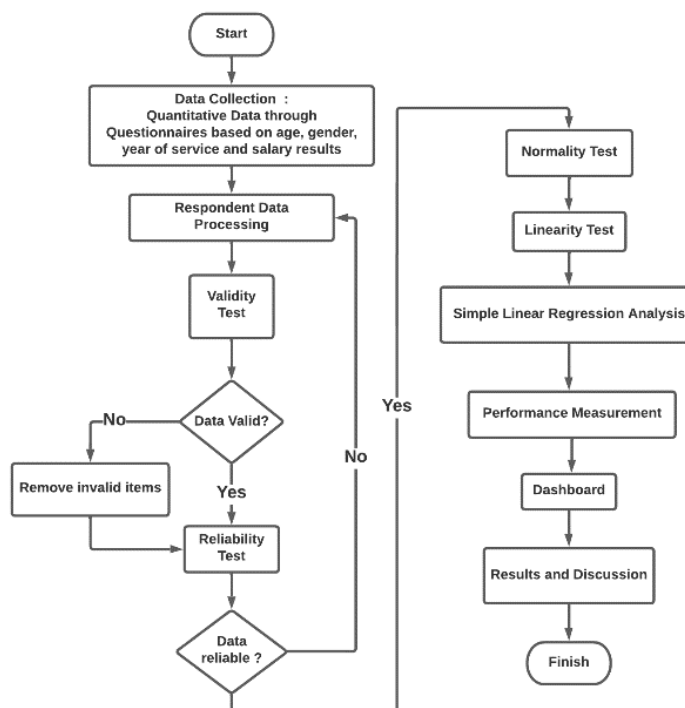 Start
Data Collection :
Quantitative Data through
Questionnaires based on age, gender,
year of service and salary results
Respondent Data
Processing
Validity
Test
Data Valid?
No
Yes
Remove invalid items
Reliability
Test
Data
reliable ?
No
Yes
Normality Test
Linearity Test
Simple Linear Regression Analysis
Performance Measurement
Dashboard
Results and Discussion
Finish